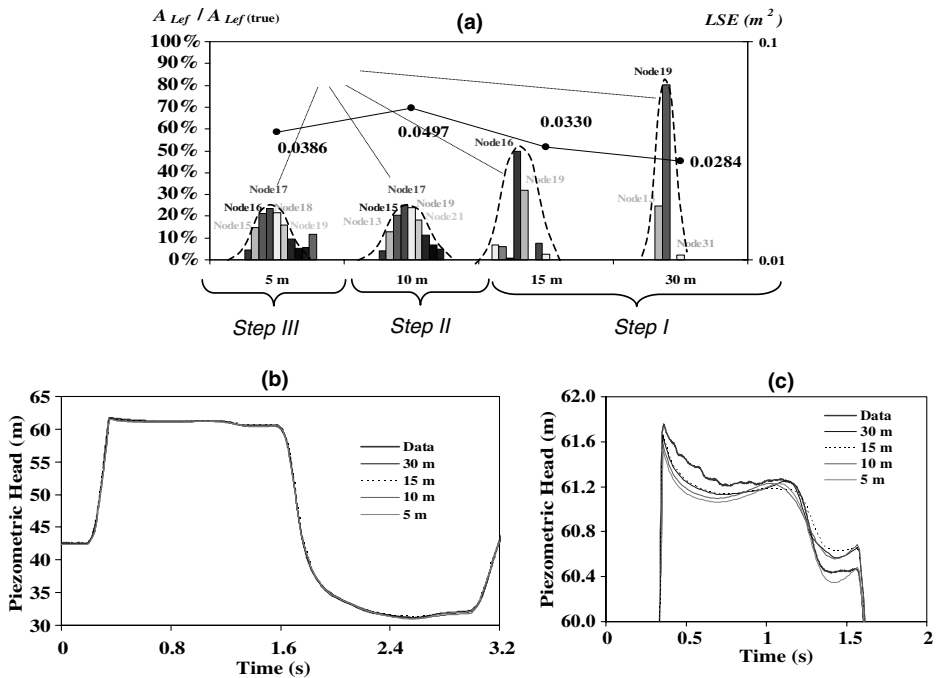 A Lef / A Lef (true)
(a)
LSE (m²)
100%
90%
80%
70%
60%
50%
40%
30%
20%
10%
0%
0.1
0.01
0.0386
0.0497
0.0330
0.0284
Node15
Node16
Node17
Node18
Node19
Node13
Node15
Node17
Node19
Node21
Node16
Node19
Node19
Node31
5 m
10 m
15 m
30 m
Step III
Step II
Step I
(b)
Piezometric Head (m)
65
60
55
50
45
40
35
30
0
0.8
1.6
2.4
3.2
Time (s)
Data
30 m
15 m
10 m
5 m
(c)
Piezometric Head (m)
62.0
61.6
61.2
60.4
60.0
0
0.5
1
1.5
2
Time (s)
Data
30 m
15 m
10 m
5 m